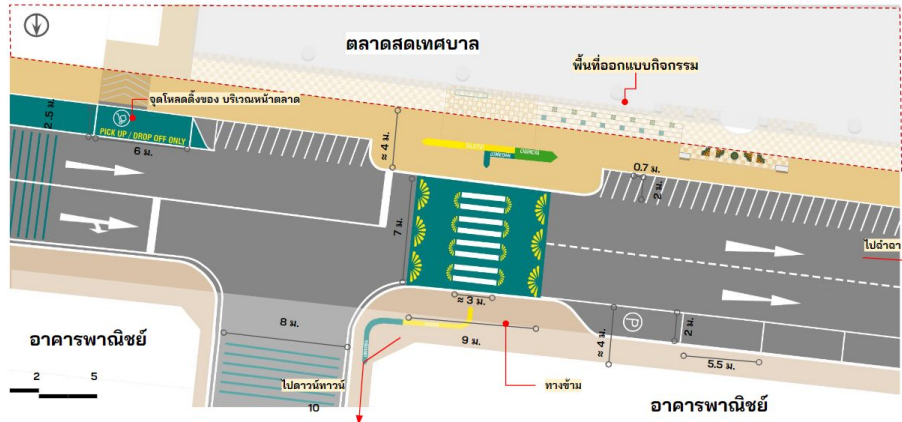 ตลาดสดเทศบาล
พื้นที่ออกแบบกิจกรรม
จุดโหลดดิ้งของ บริเวณหน้าตลาด
2.5 ม.
PICK UP / DROP OFF ONLY
6 ม.
≈ 4 ม.
0.7 ม.
2 ม.
7 ม.
≈ 3 ม.
9 ม.
8 ม.
≈ 4 ม.
P
2 ม.
5.5 ม.
อาคารพาณิชย์
2
5
10
ไปดาวน์ทาวน์
ทางข้าม
อาคารพาณิชย์